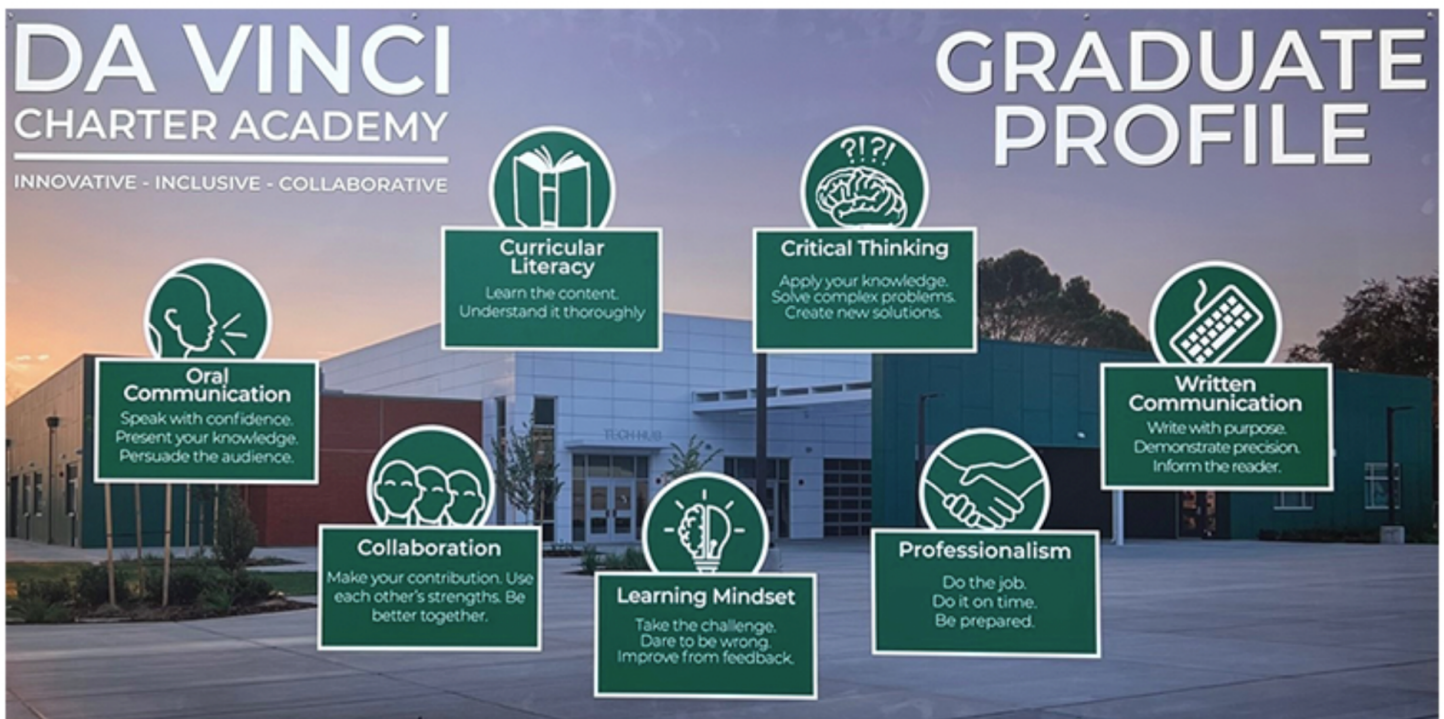 DA VINCI
CHARTER ACADEMY
INNOVATIVE - INCLUSIVE - COLLABORATIVE
GRADUATE
PROFILE
Oral
Communication
Speak with confidence.
Present your knowledge.
Persuade the audience.
Curricular
Literacy
Learn the content.
Understand it thoroughly
?!?!
Critical Thinking
Apply your knowledge.
Solve complex problems.
Create new solutions.
Written
Communication
Write with purpose.
Demonstrate precision.
Inform the reader.
Collaboration
Make your contribution. Use
each other's strengths. Be
better together.
Learning Mindset
Take the challenge.
Dare to be wrong.
Improve from feedback.
Professionalism
Do the job.
Do it on time.
Be prepared.
TECH HUB